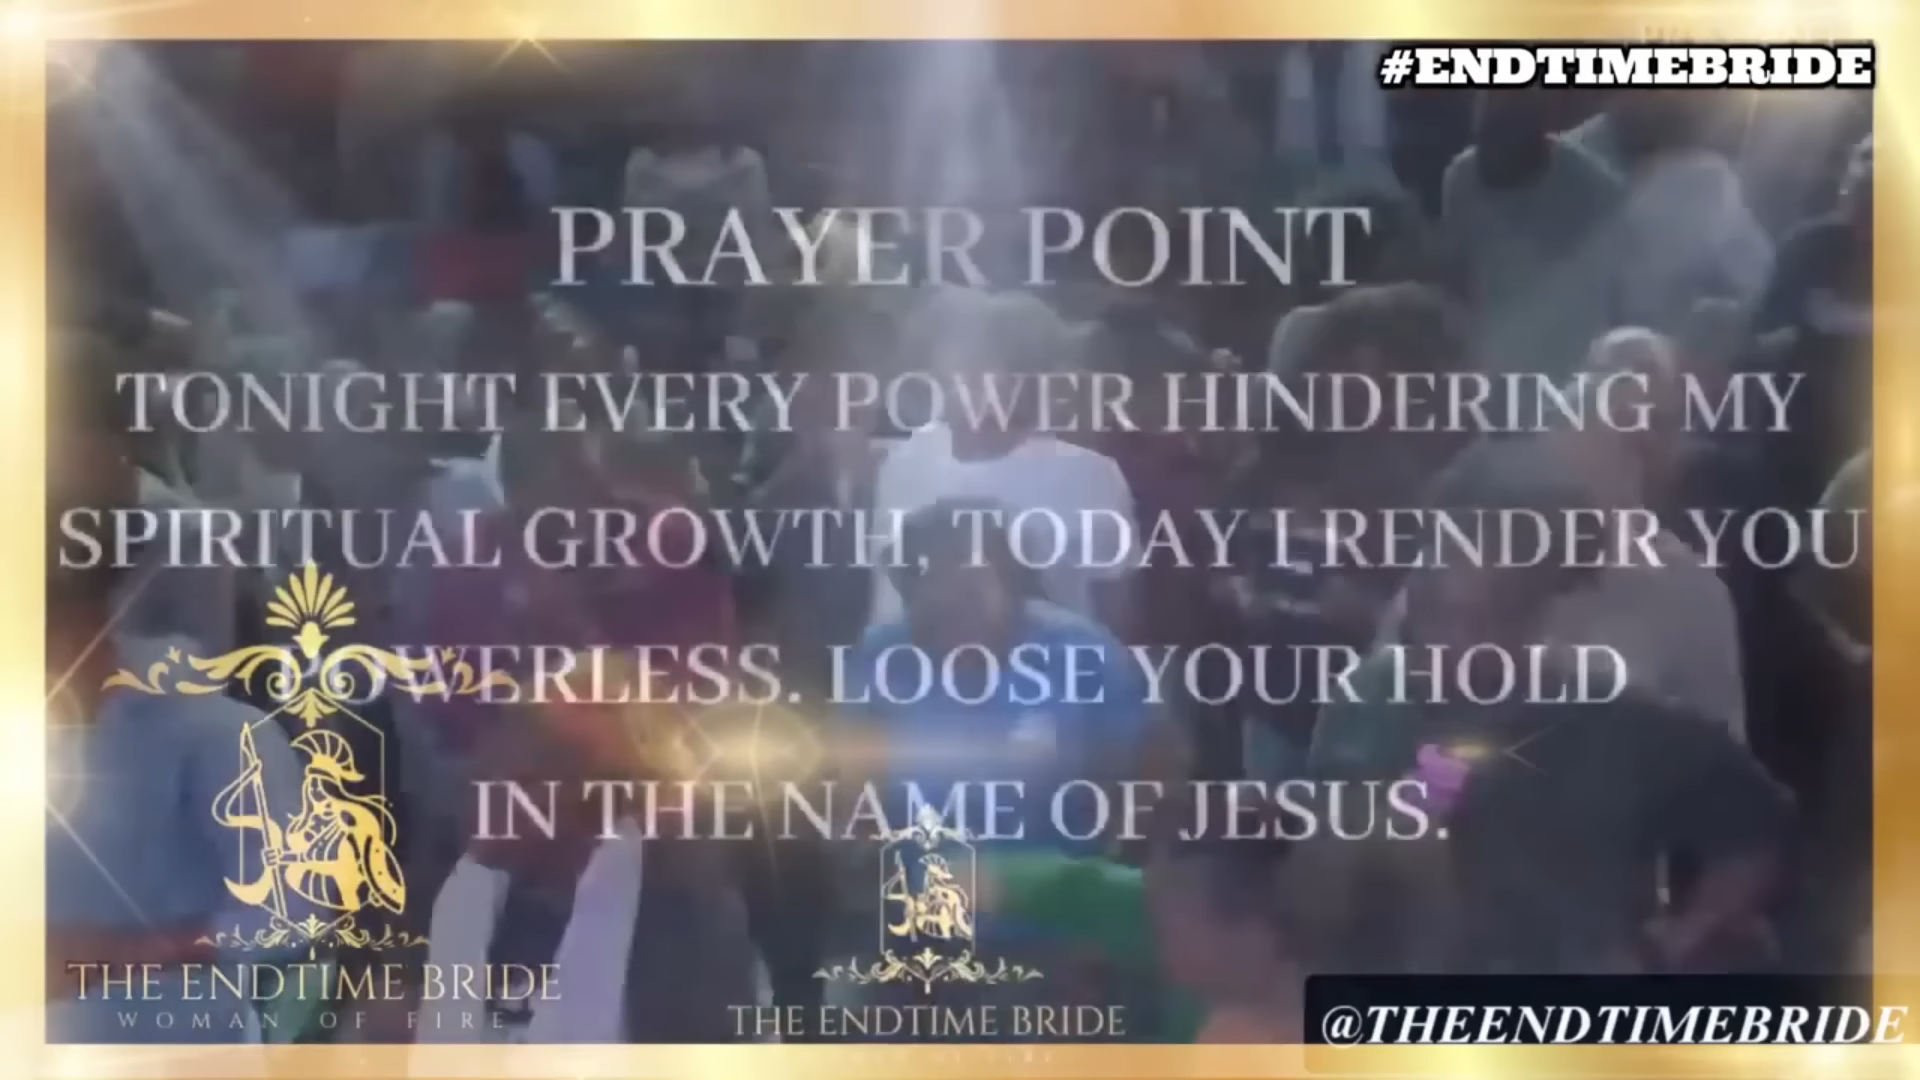 #ENDTIMEBRIDE
PRAYER POINT
TONIGHT EVERY POWER HINDERING MY
SPIRITUAL GROWTH, TODAY I RENDER YOU
POWERLESS. LOOSE YOUR HOLD
IN THE NAME OF JESUS.
THE ENDTIME BRIDE
WOMAN OF FIRE
THE ENDTIME BRIDE
@THEENDTIMEBRIDE